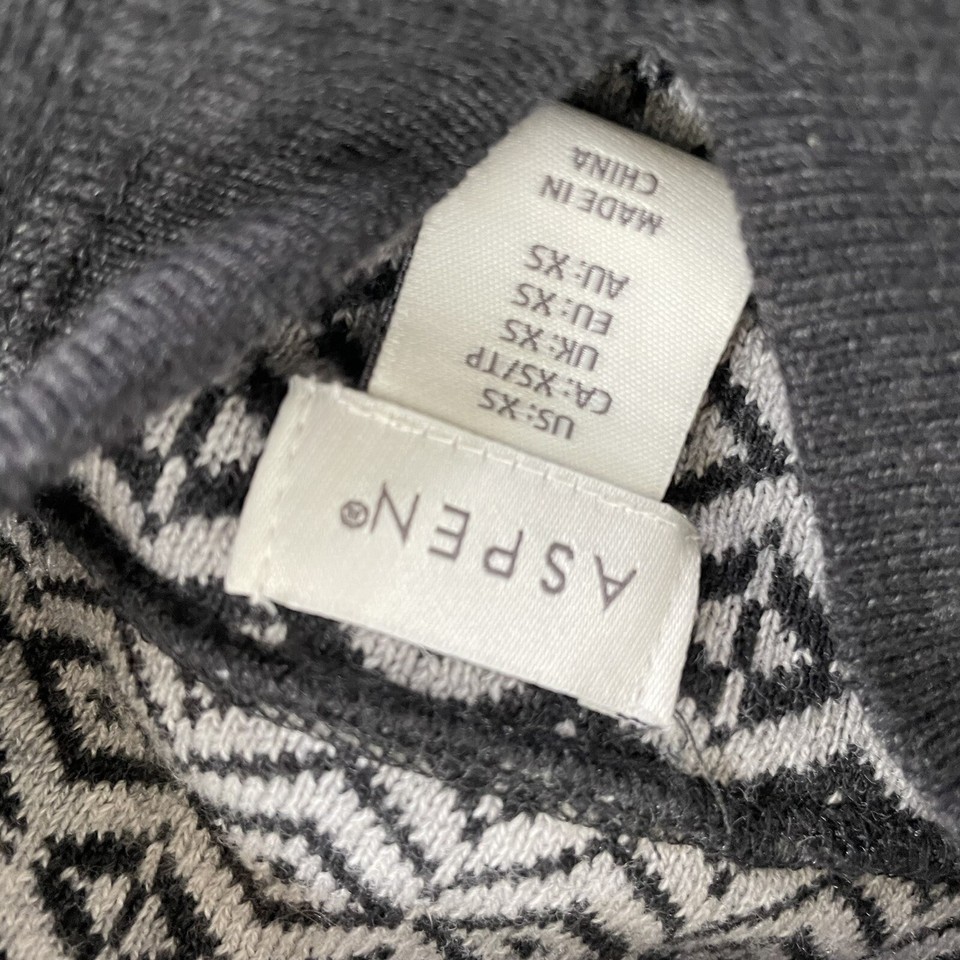 ASPEN®
US:XS
CA:XS/TP
UK:XS
EU:XS
AU:XS
MADE IN
CHINA